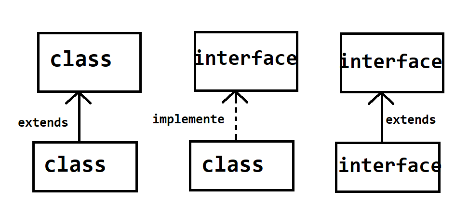 class
interface
interface
extends
implemente
extends
class
class
interface